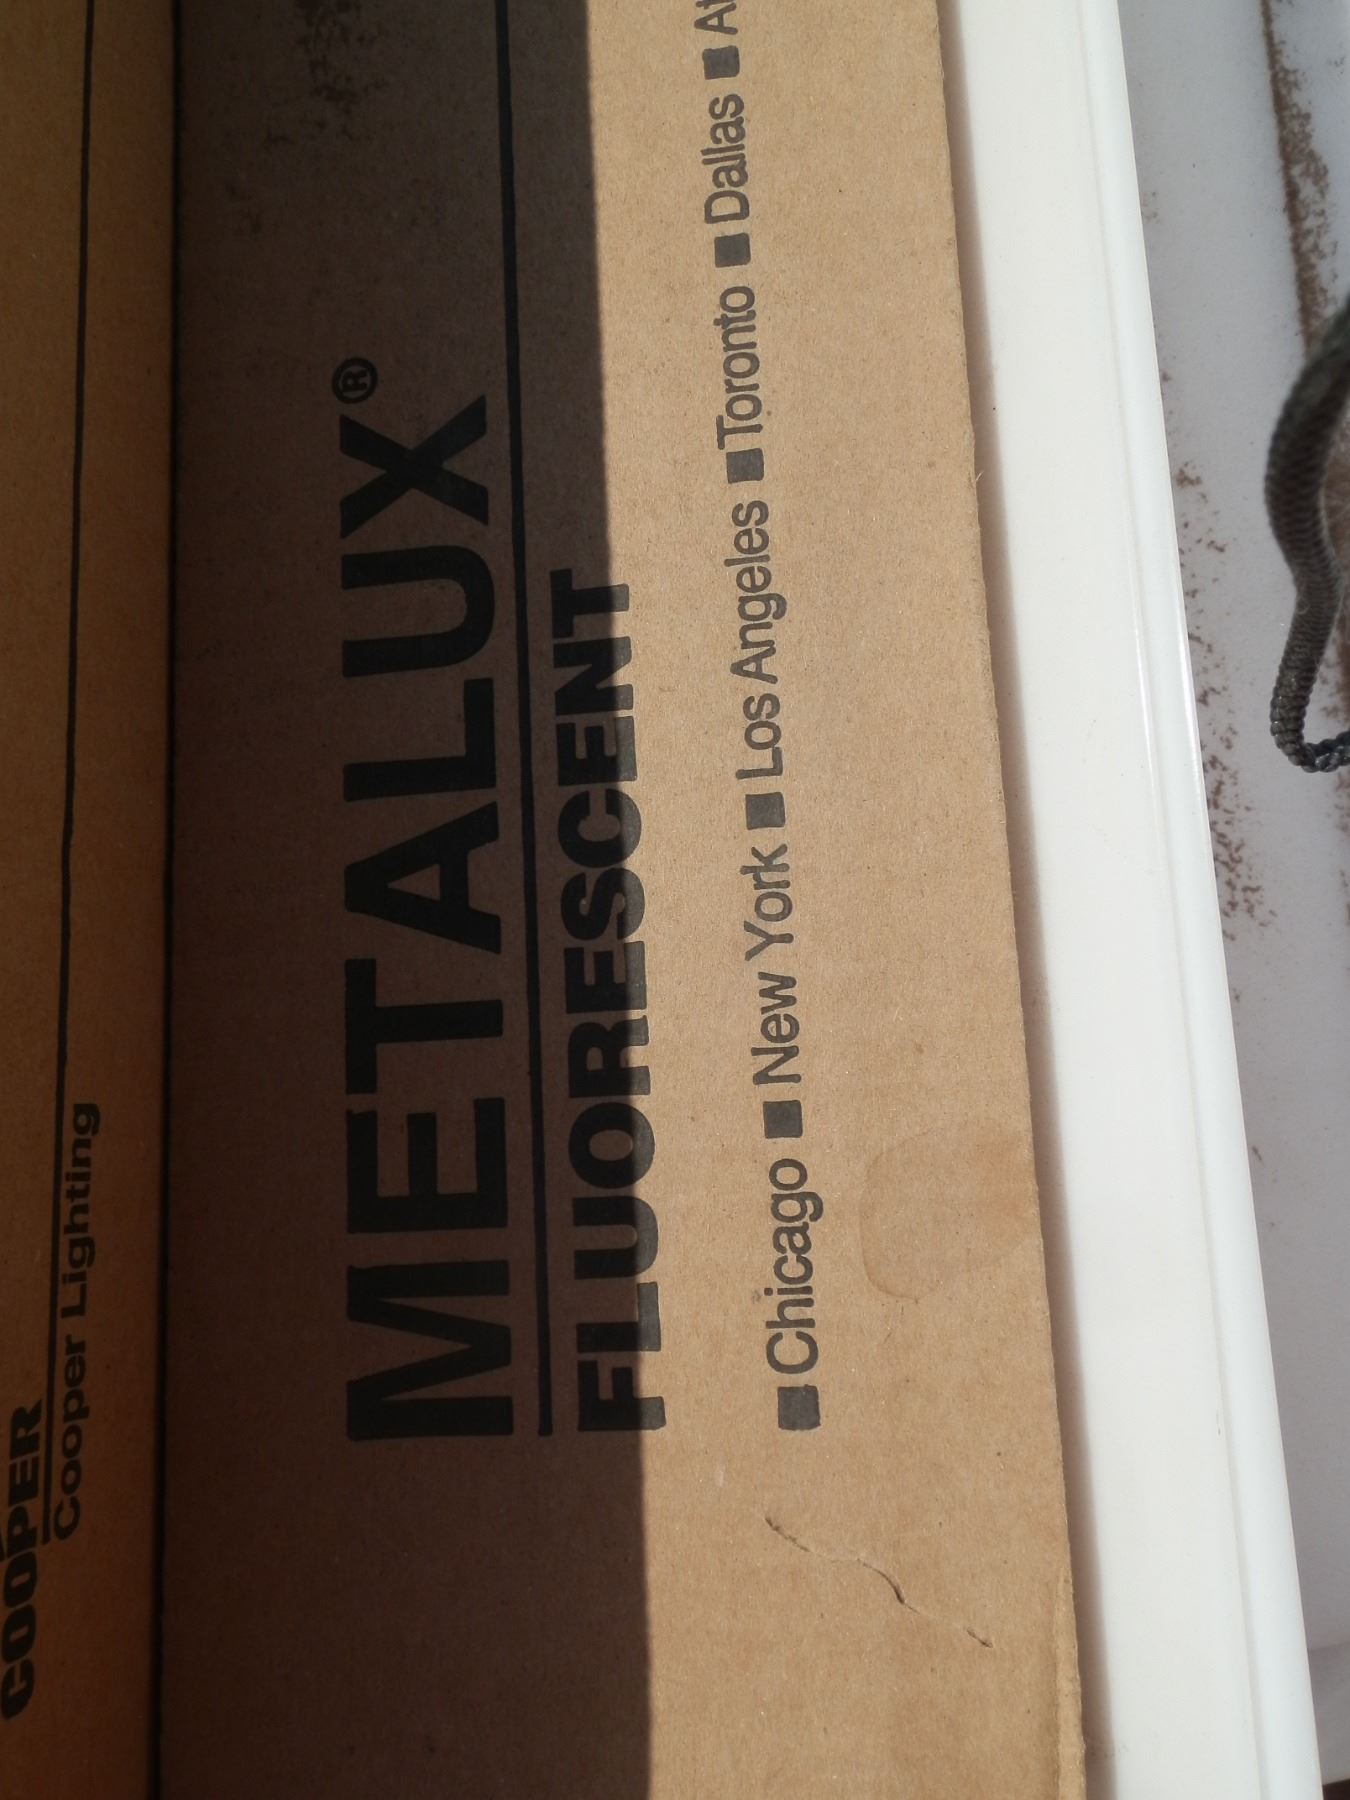 COOPER
Cooper Lighting
METALUX®
FLUORESCENT
■ Chicago ■ New York ■ Los Angeles ■ Toronto ■ Dallas ■